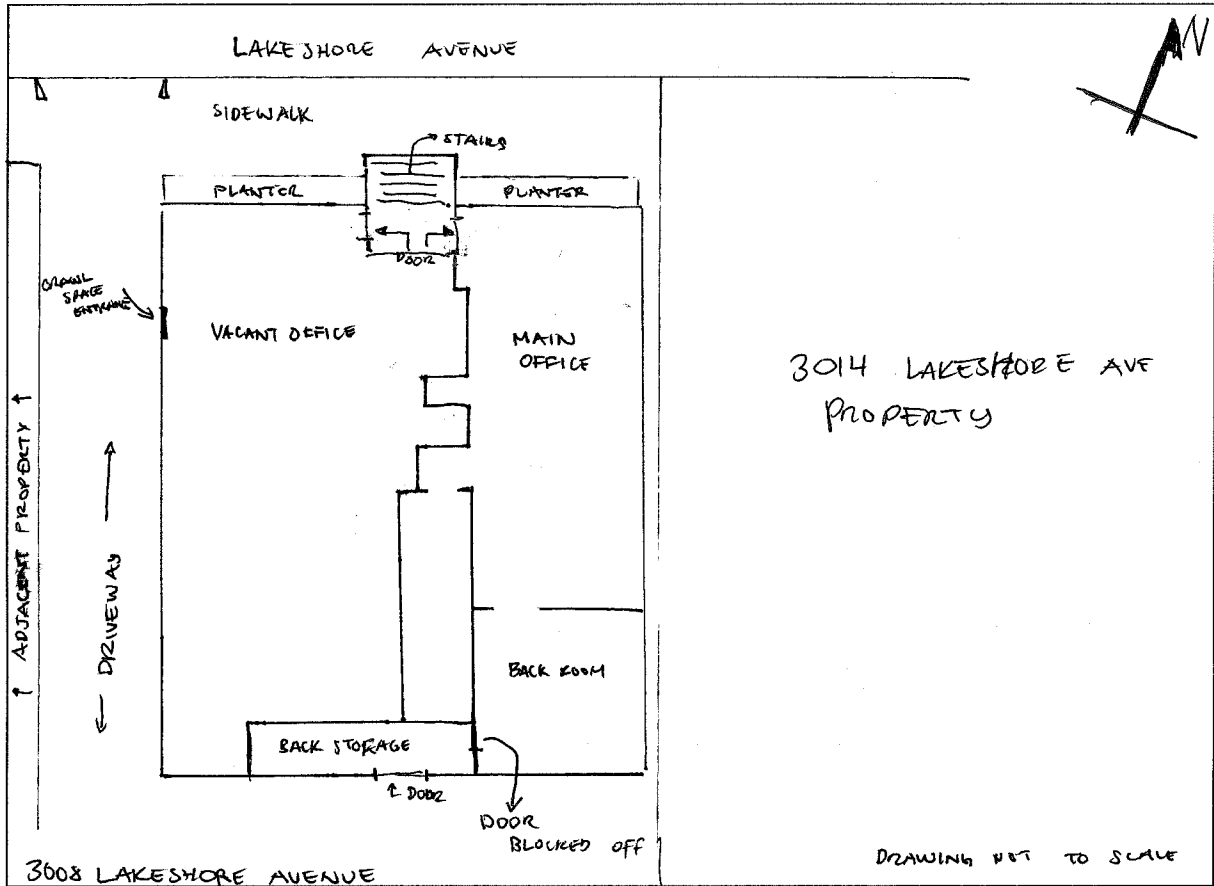 LAKESHORE AVENUE
N
SIDEWALK
STAIRS
PLANTER
PLANTER
DOOR
CRAWL
SPACE
ENTRANCE
VACANT OFFICE
MAIN
OFFICE
3014 LAKESHORE AVE
PROPERTY
ADJACENT PROPERTY
DRIVEWAY
BACK ROOM
BACK STORAGE
DOOR
DOOR
BLOCKED OFF
3008 LAKESHORE AVENUE
DRAWING NOT TO SCALE